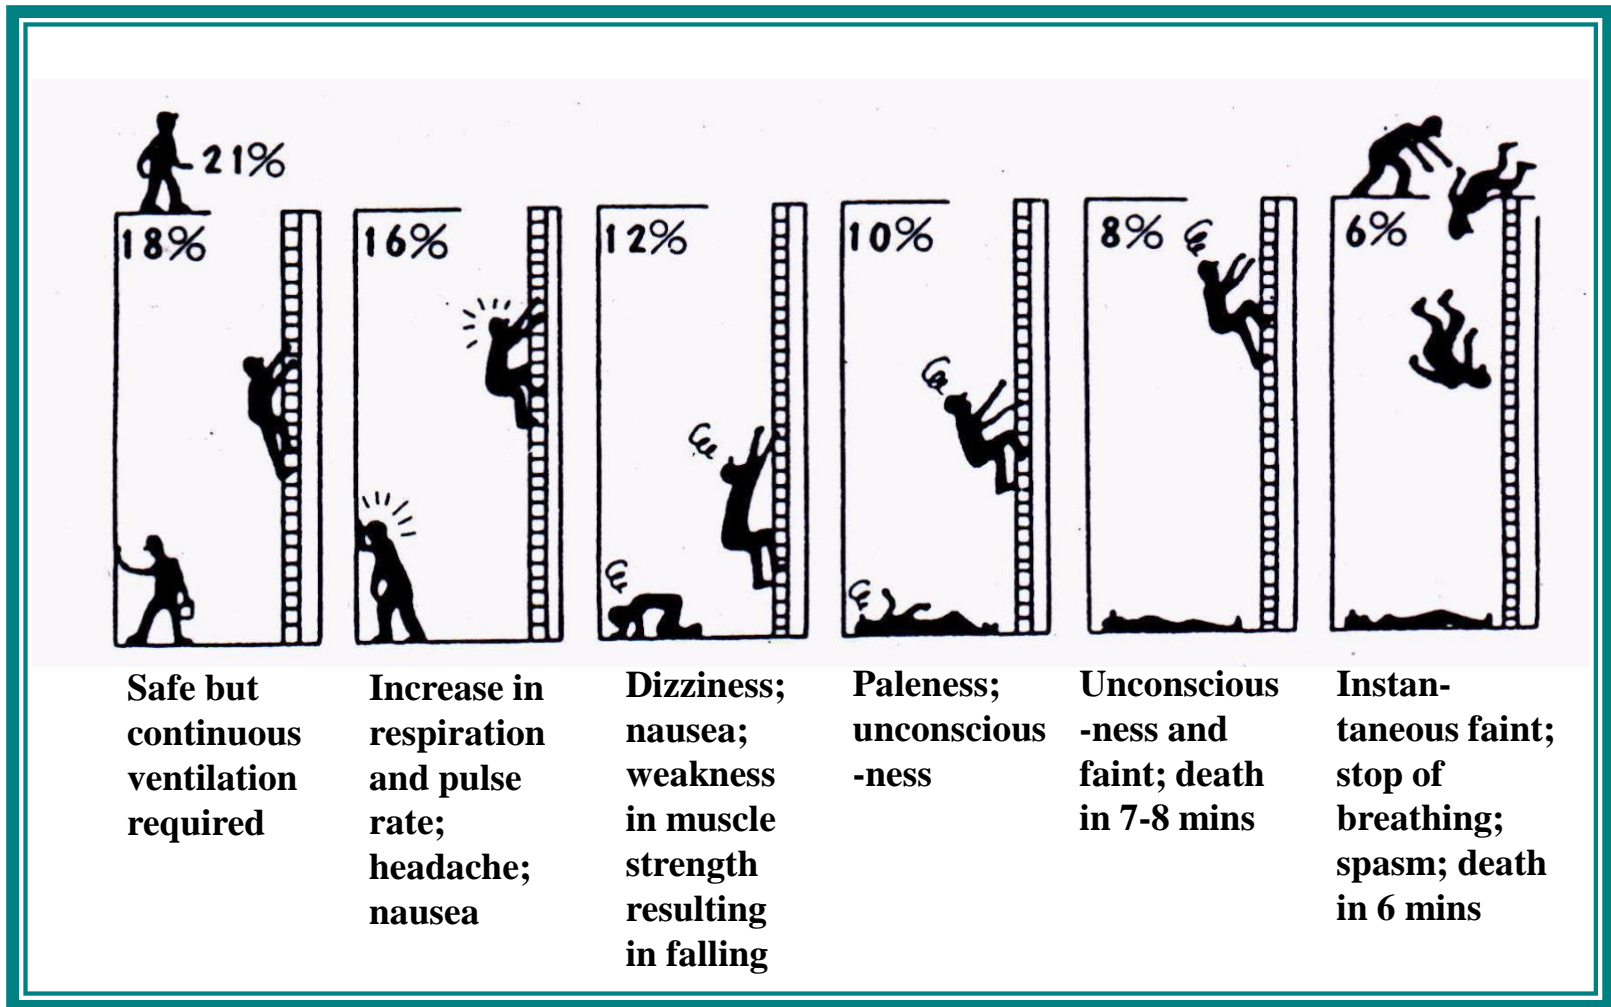 21%
18%
16%
12%
10%
8%
6%
Safe but
continuous
ventilation
required
Increase in
respiration
and pulse
rate;
headache;
nausea
Dizziness;
nausea;
weakness
in muscle
strength
resulting
in falling
Paleness;
unconscious
-ness
Unconscious
-ness and
faint; death
in 7-8 mins
Instan-
taneous faint;
stop of
breathing;
spasm; death
in 6 mins